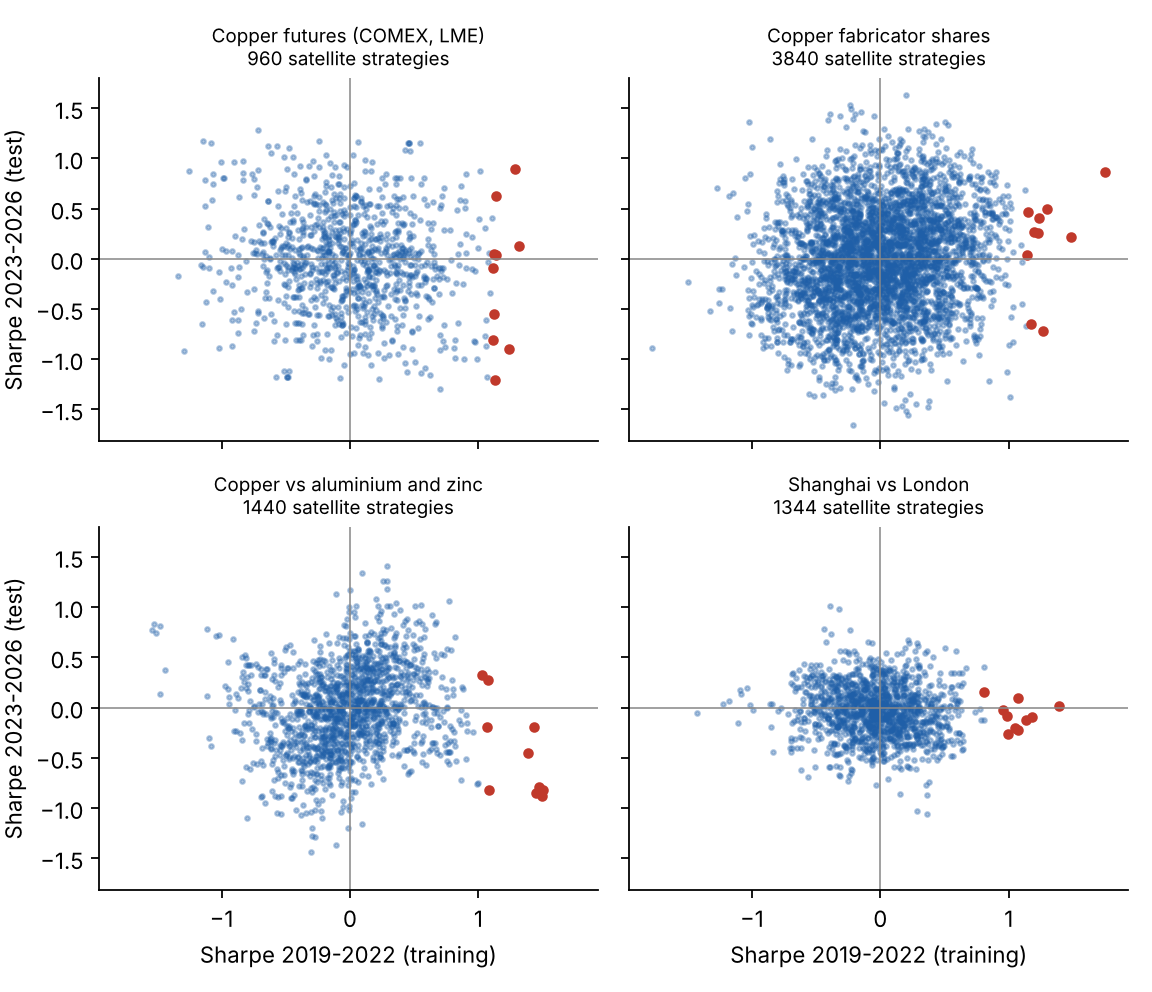 Copper futures (COMEX, LME)
960 satellite strategies
Copper fabricator shares
3840 satellite strategies
Sharpe 2023-2026 (test)
1.5
1.0
0.5
0.0
−0.5
−1.0
−1.5
Copper vs aluminium and zinc
1440 satellite strategies
Shanghai vs London
1344 satellite strategies
Sharpe 2023-2026 (test)
1.5
1.0
0.5
0.0
−0.5
−1.0
−1.5
−1 0 1
−1 0 1
Sharpe 2019-2022 (training)
Sharpe 2019-2022 (training)